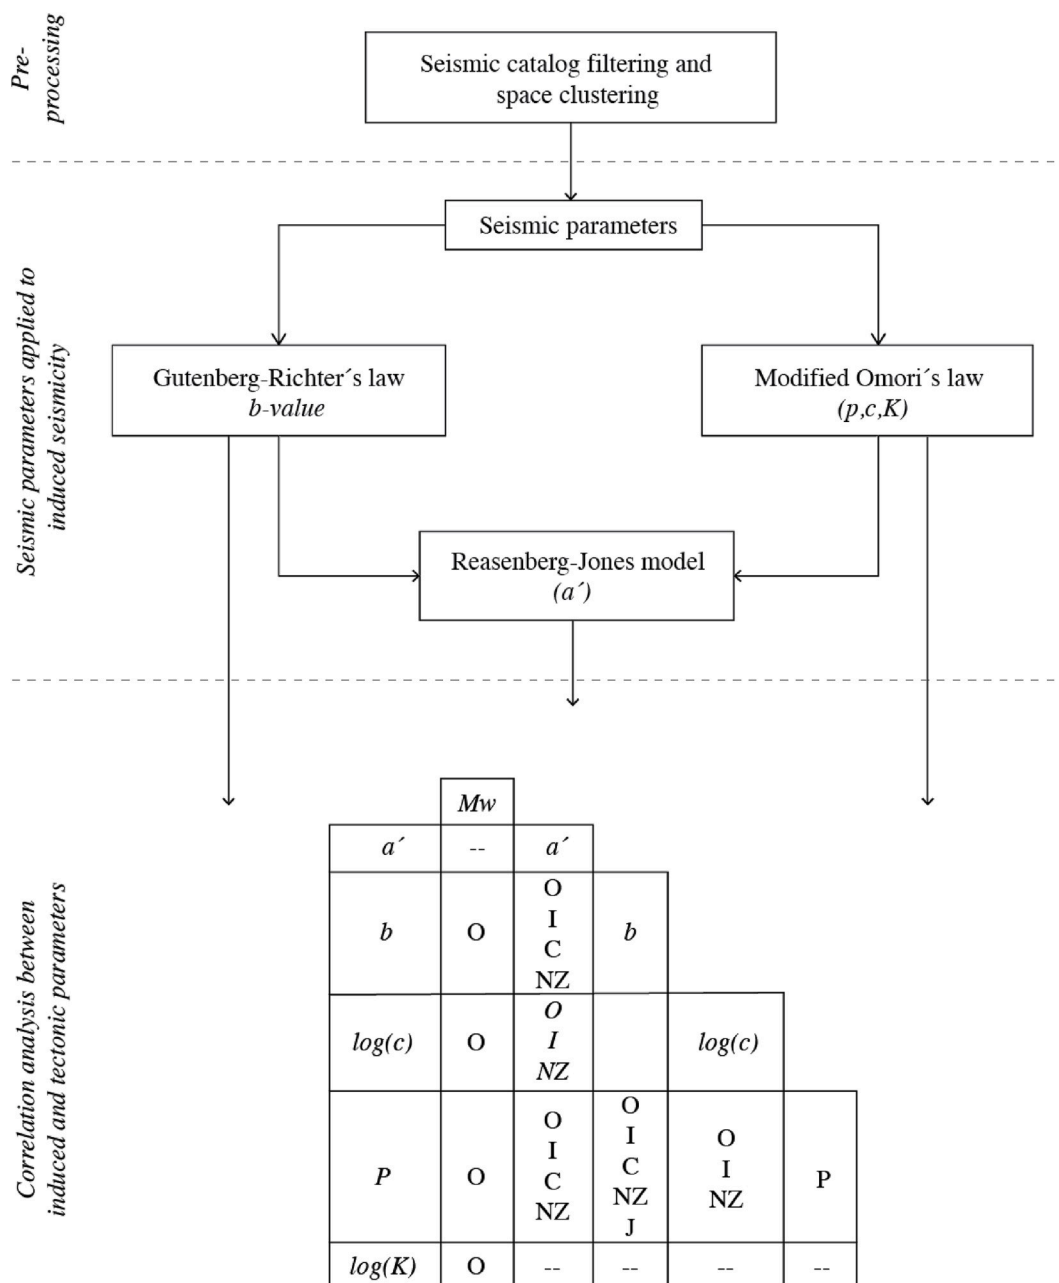 Pre-
processing
Seismic catalog filtering and
space clustering
Seismic parameters applied to
induced seismicity
Seismic parameters
Gutenberg-Richter´s law
b-value
Modified Omori´s law
(p,c,K)
Reasenberg-Jones model
(a´)
Correlation analysis between
induced and tectonic parameters
Mw
a´ -- a´
b O O I C NZ b
log(c) O O I NZ log(c)
P O O I C NZ O I C NZ J O I NZ P
log(K) O -- -- -- --